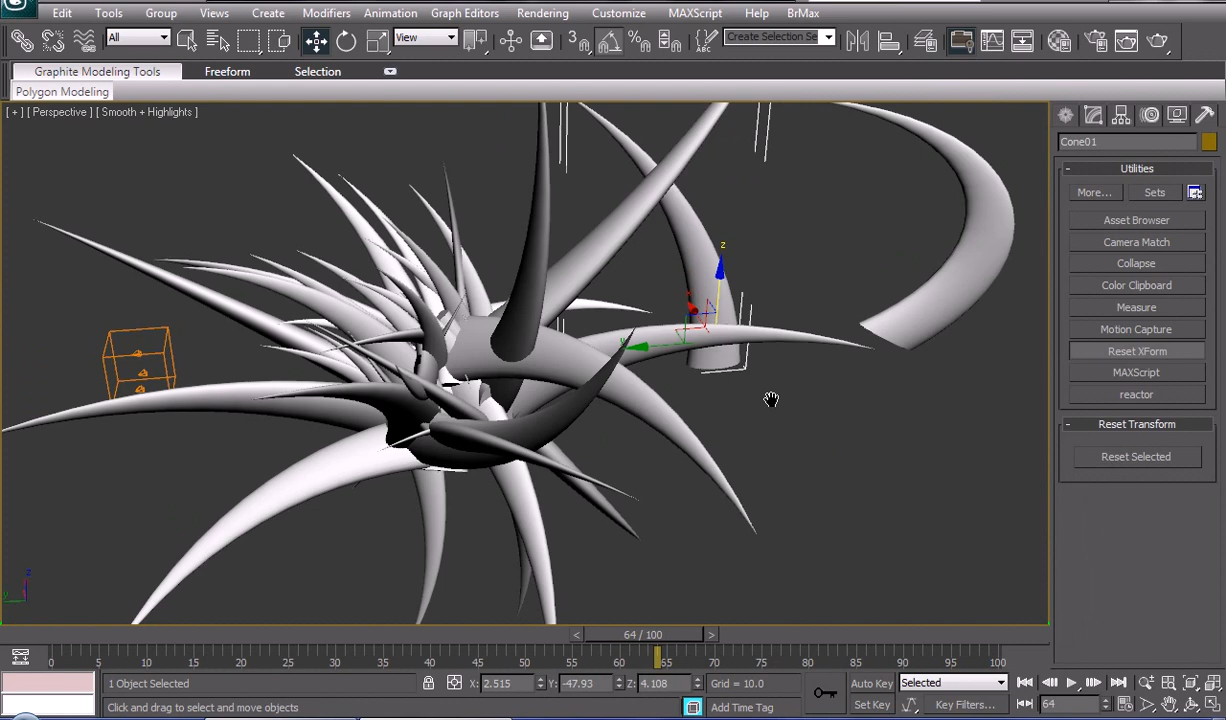 Edit Tools Group Views Create Modifiers Animation Graph Editors Rendering Customize MAXScript Help BrMax
All View 3 Create Selection Se
Graphite Modeling Tools Freeform Selection
Polygon Modeling
[ + ] [ Perspective ] [ Smooth + Highlights ]
Cone01
- Utilities
More... Sets
Asset Browser
Camera Match
Collapse
Color Clipboard
Measure
Motion Capture
Reset XForm
MAXScript
reactor
- Reset Transform
Reset Selected
z
x
y
z
y
< 64 / 100 >
0 5 10 15 20 25 30 35 40 45 50 55 60 65 70 75 80 85 90 95 100
1 Object Selected X: 2.515 Y: -47.93 Z: 4.108 Grid = 10.0 Auto Key Selected
Click and drag to select and move objects Add Time Tag Set Key Key Filters... 64